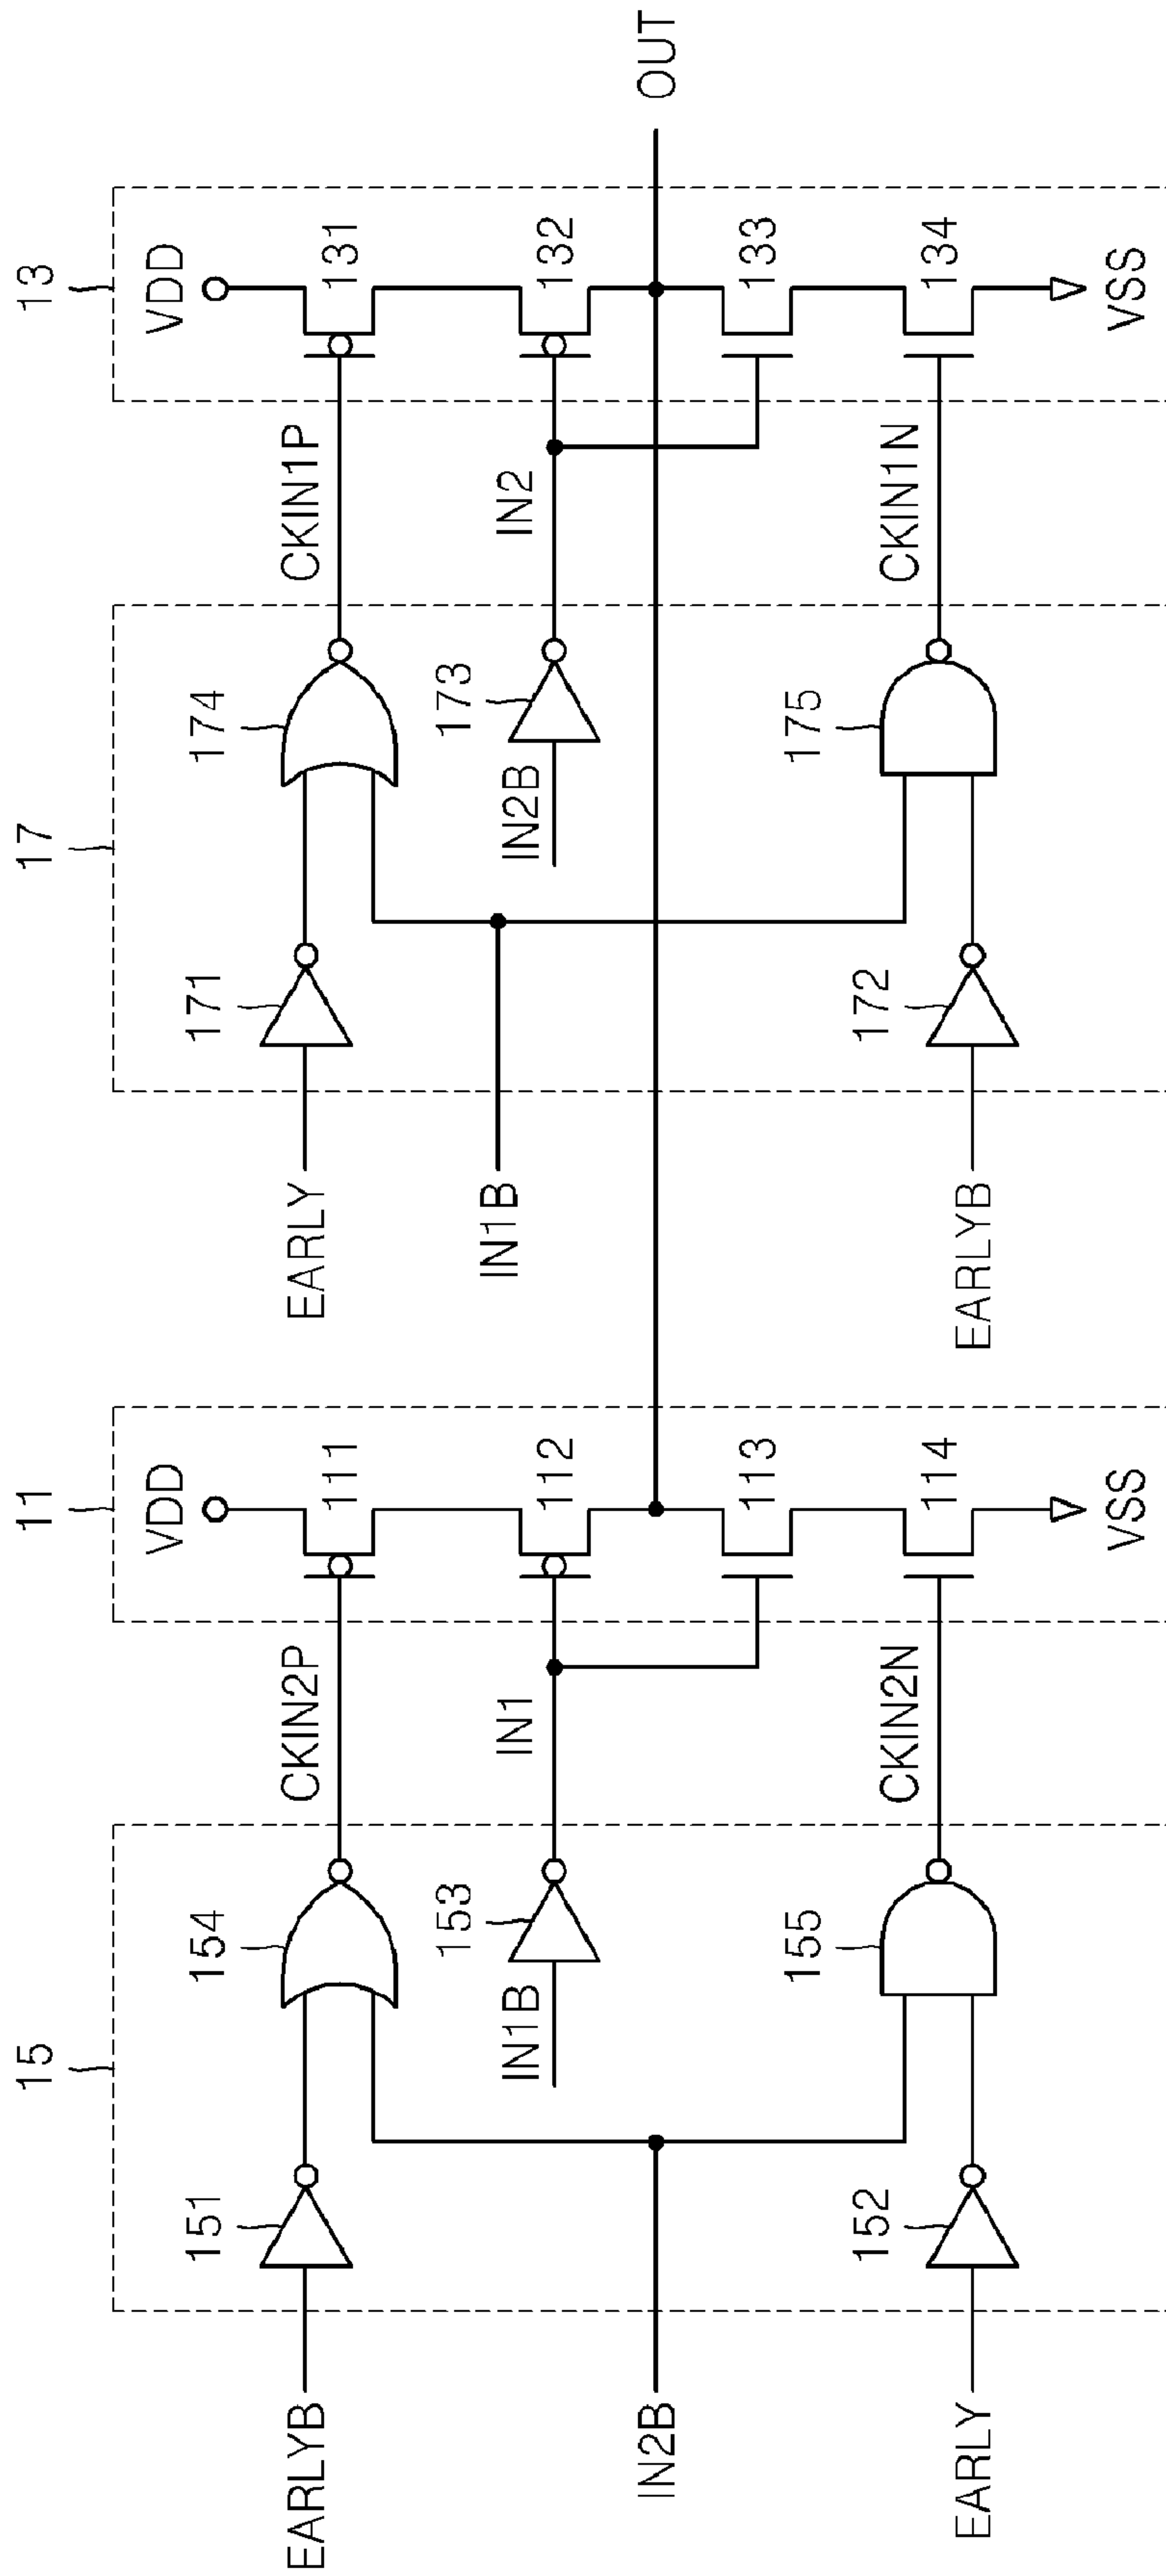 15
11
17
13
EARLYB
151
154
CKIN2P
VDD
111
IN1B
153
IN1
112
IN2B
113
EARLY
152
155
CKIN2N
114
VSS
EARLY
171
174
CKIN1P
VDD
131
IN1B
IN2B
173
IN2
132
OUT
133
EARLYB
172
175
CKIN1N
134
VSS